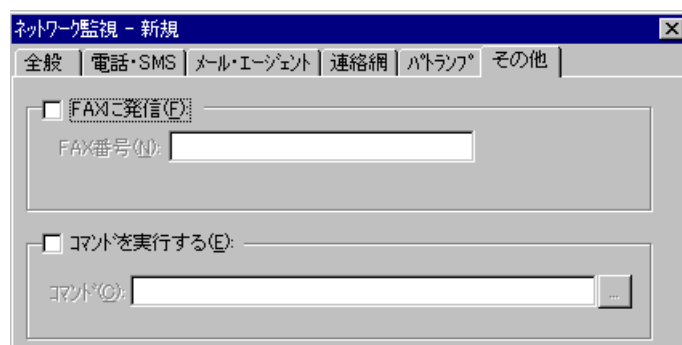 ネットワーク監視 - 新規
全般 電話・SMS メール・エージェント 連絡網 パトランプ その他
FAXに発信(F):
FAX番号(N):
コマンドを実行する(E):
コマンド(C):
...